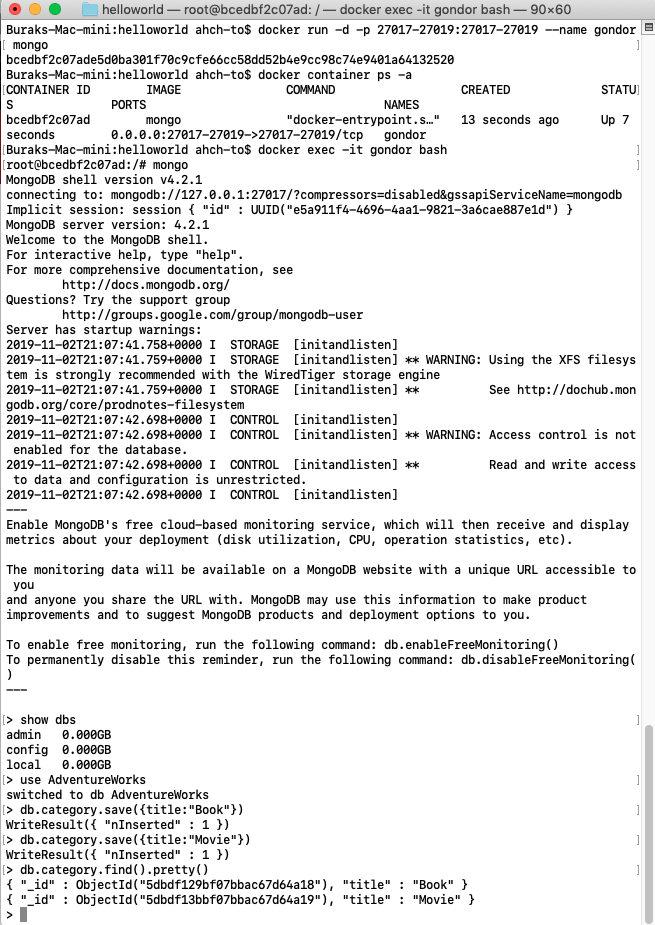 helloworld — root@bcedbf2c07ad: / — docker exec -it gondor bash — 90×60
Buraks-Mac-mini:helloworld ahch-to$ docker run -d -p 27017-27019:27017-27019 --name gondor
[ mongo ]
bcedbf2c07ade5d0ba301f70c9cfe66cc58dd52b4e9cc98c74e9401a64132520
Buraks-Mac-mini:helloworld ahch-to$ docker container ps -a
[CONTAINER ID        IMAGE               COMMAND                  CREATED             STATU]
S              PORTS                                  NAMES
bcedbf2c07ad        mongo               "docker-entrypoint.s…"   13 seconds ago      Up 7
seconds        0.0.0.0:27017-27019->27017-27019/tcp   gondor
[Buraks-Mac-mini:helloworld ahch-to$ docker exec -it gondor bash ]
[root@bcedbf2c07ad:/# mongo ]
MongoDB shell version v4.2.1
connecting to: mongodb://127.0.0.1:27017/?compressors=disabled&gssapiServiceName=mongodb
Implicit session: session { "id" : UUID("e5a911f4-4696-4aa1-9821-3a6cae887e1d") }
MongoDB server version: 4.2.1
Welcome to the MongoDB shell.
For interactive help, type "help".
For more comprehensive documentation, see
        http://docs.mongodb.org/
Questions? Try the support group
        http://groups.google.com/group/mongodb-user
Server has startup warnings:
2019-11-02T21:07:41.758+0000 I  STORAGE  [initandlisten]
2019-11-02T21:07:41.759+0000 I  STORAGE  [initandlisten] ** WARNING: Using the XFS filesys
tem is strongly recommended with the WiredTiger storage engine
2019-11-02T21:07:41.759+0000 I  STORAGE  [initandlisten] **          See http://dochub.mon
godb.org/core/prodnotes-filesystem
2019-11-02T21:07:42.698+0000 I  CONTROL  [initandlisten]
2019-11-02T21:07:42.698+0000 I  CONTROL  [initandlisten] ** WARNING: Access control is not
 enabled for the database.
2019-11-02T21:07:42.698+0000 I  CONTROL  [initandlisten] **          Read and write access
 to data and configuration is unrestricted.
2019-11-02T21:07:42.698+0000 I  CONTROL  [initandlisten]
---
Enable MongoDB's free cloud-based monitoring service, which will then receive and display
metrics about your deployment (disk utilization, CPU, operation statistics, etc).

The monitoring data will be available on a MongoDB website with a unique URL accessible to
 you
and anyone you share the URL with. MongoDB may use this information to make product
improvements and to suggest MongoDB products and deployment options to you.

To enable free monitoring, run the following command: db.enableFreeMonitoring()
To permanently disable this reminder, run the following command: db.disableFreeMonitoring(
)
---

[> show dbs ]
admin   0.000GB
config  0.000GB
local   0.000GB
[> use AdventureWorks ]
switched to db AdventureWorks
[> db.category.save({title:"Book"}) ]
WriteResult({ "nInserted" : 1 })
[> db.category.save({title:"Movie"}) ]
WriteResult({ "nInserted" : 1 })
[> db.category.find().pretty() ]
{ "_id" : ObjectId("5dbdf129bf07bbac67d64a18"), "title" : "Book" }
{ "_id" : ObjectId("5dbdf13bbf07bbac67d64a19"), "title" : "Movie" }
>